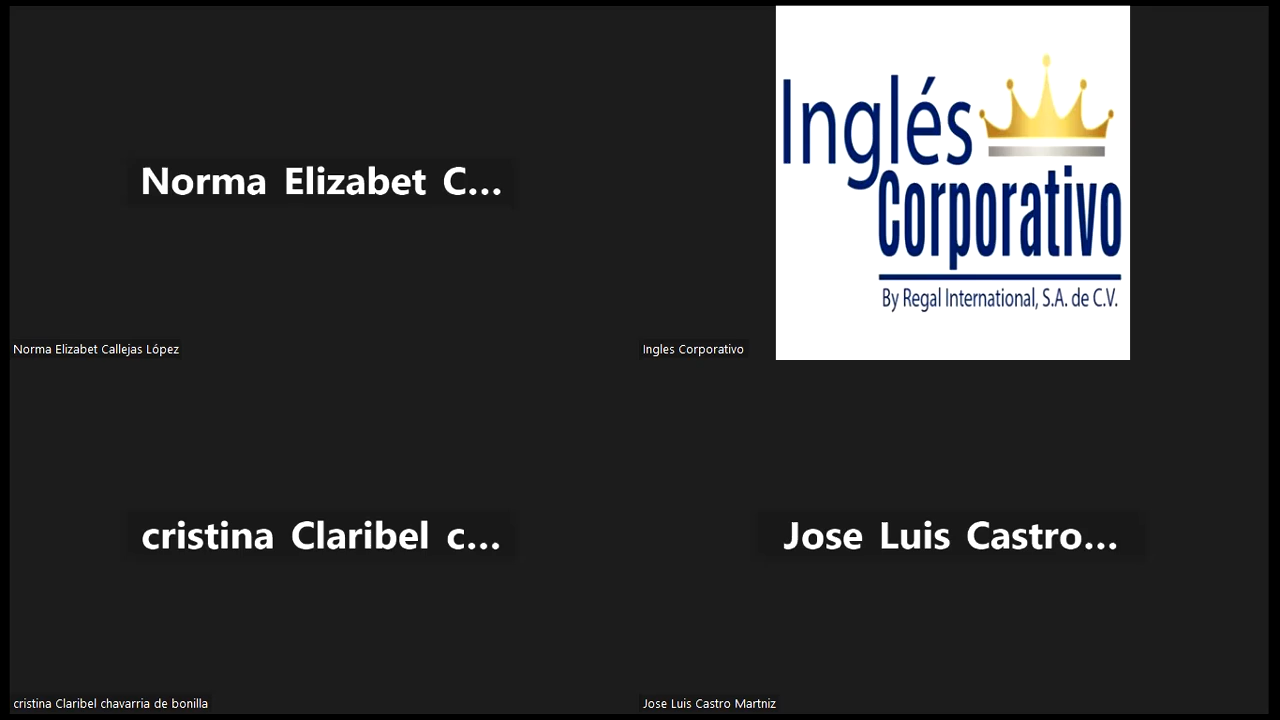 Norma Elizabet C...
Norma Elizabet Callejas López
Inglés
Corporativo
By Regal International, S.A. de C.V.
Ingles Corporativo
cristina Claribel c...
cristina Claribel chavarria de bonilla
Jose Luis Castro...
Jose Luis Castro Martniz